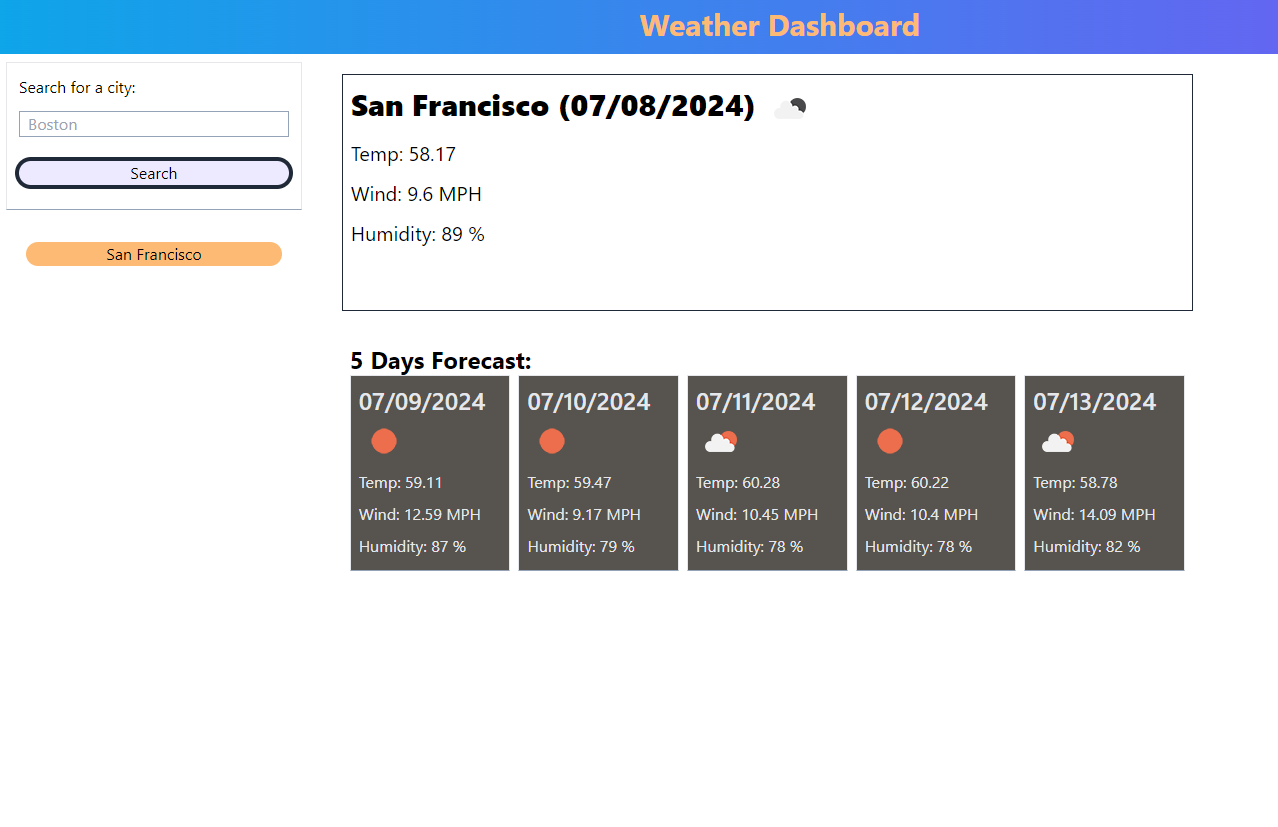 Weather Dashboard
Search for a city:
Boston
Search
San Francisco
San Francisco (07/08/2024)
Temp: 58.17
Wind: 9.6 MPH
Humidity: 89 %
5 Days Forecast:
07/09/2024
Temp: 59.11
Wind: 12.59 MPH
Humidity: 87 %
07/10/2024
Temp: 59.47
Wind: 9.17 MPH
Humidity: 79 %
07/11/2024
Temp: 60.28
Wind: 10.45 MPH
Humidity: 78 %
07/12/2024
Temp: 60.22
Wind: 10.4 MPH
Humidity: 78 %
07/13/2024
Temp: 58.78
Wind: 14.09 MPH
Humidity: 82 %